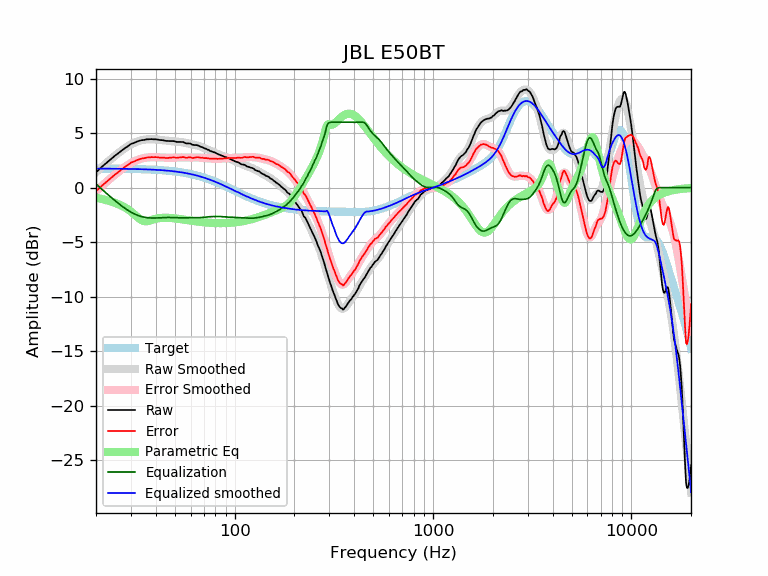 JBL E50BT
10
5
0
−5
−10
−15
−20
−25
Amplitude (dBr)
Target
Raw Smoothed
Error Smoothed
Raw
Error
Parametric Eq
Equalization
Equalized smoothed
100
1000
10000
Frequency (Hz)